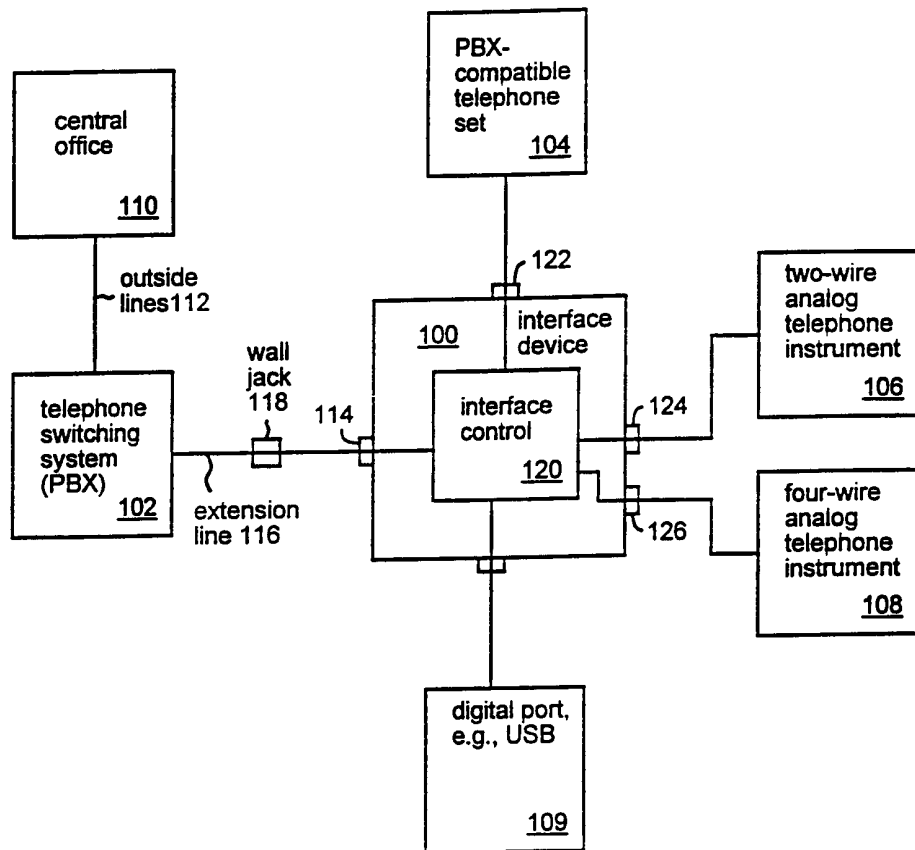 PBX-
compatible
telephone
set
104
central
office
110
outside
lines112
122
100
interface
device
two-wire
analog
telephone
instrument
106
wall
jack
118
telephone
switching
system
(PBX)
102
114
interface
control
120
124
extension
line 116
126
four-wire
analog
telephone
instrument
108
digital port,
e.g., USB
109